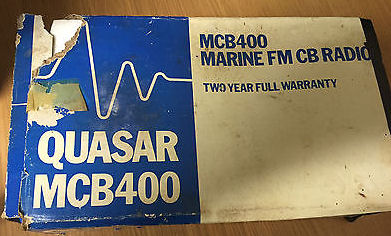 QUASAR
MCB400
MCB400
MARINE FM CB RADIO
TWO YEAR FULL WARRANTY